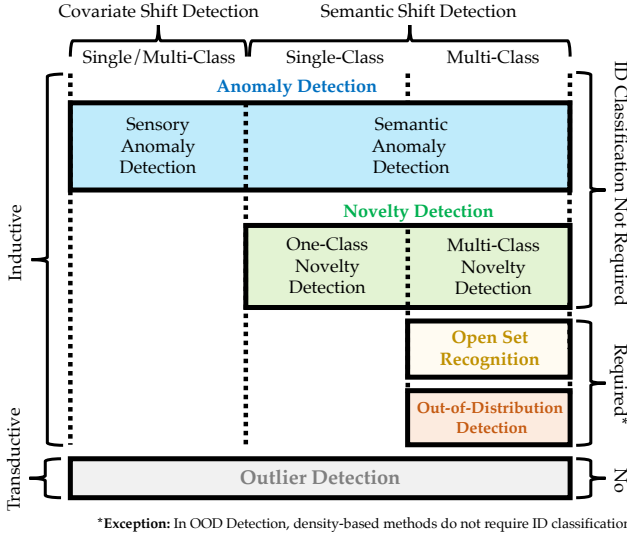 Covariate Shift Detection
Semantic Shift Detection
Single/Multi-Class
Single-Class
Multi-Class
Anomaly Detection
Sensory
Anomaly
Detection
Semantic
Anomaly
Detection
Novelty Detection
One-Class
Novelty
Detection
Multi-Class
Novelty
Detection
Open Set
Recognition
Out-of-Distribution
Detection
Outlier Detection
Inductive
Transductive
ID Classification Not Required
Required*
No
*Exception: In OOD Detection, density-based methods do not require ID classification